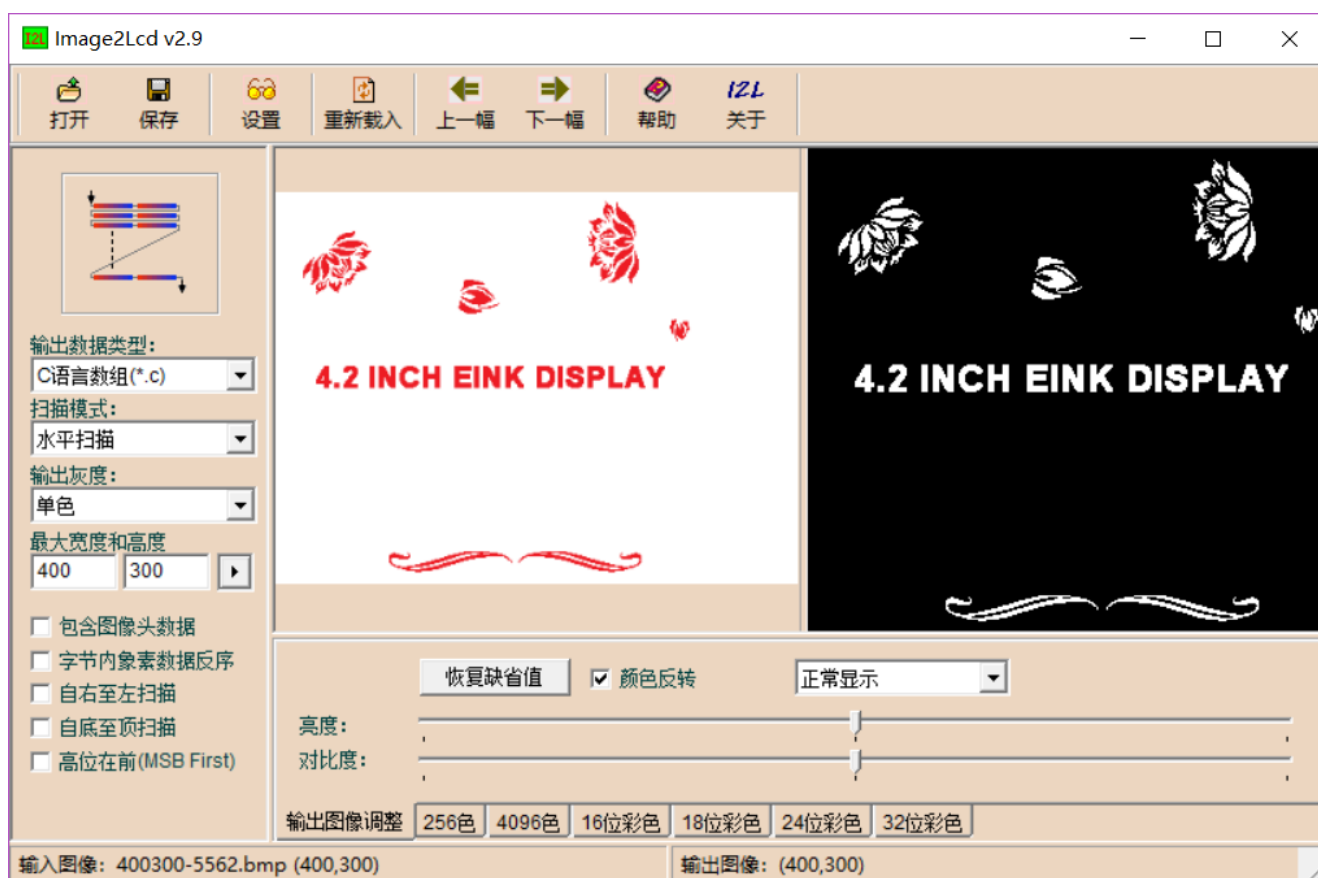 I2L Image2Lcd v2.9
打开 保存 设置 重新载入 上一幅 下一幅 帮助 I2L 关于
输出数据类型:
C语言数组(*.c)
扫描模式:
水平扫描
输出灰度:
单色
最大宽度和高度
400 300
包含图像头数据
字节内象素数据反序
自右至左扫描
自底至顶扫描
高位在前(MSB First)
4.2 INCH EINK DISPLAY
4.2 INCH EINK DISPLAY
恢复缺省值 颜色反转 正常显示
亮度:
对比度:
输出图像调整 256色 4096色 16位彩色 18位彩色 24位彩色 32位彩色
输入图像: 400300-5562.bmp (400,300)
输出图像: (400,300)